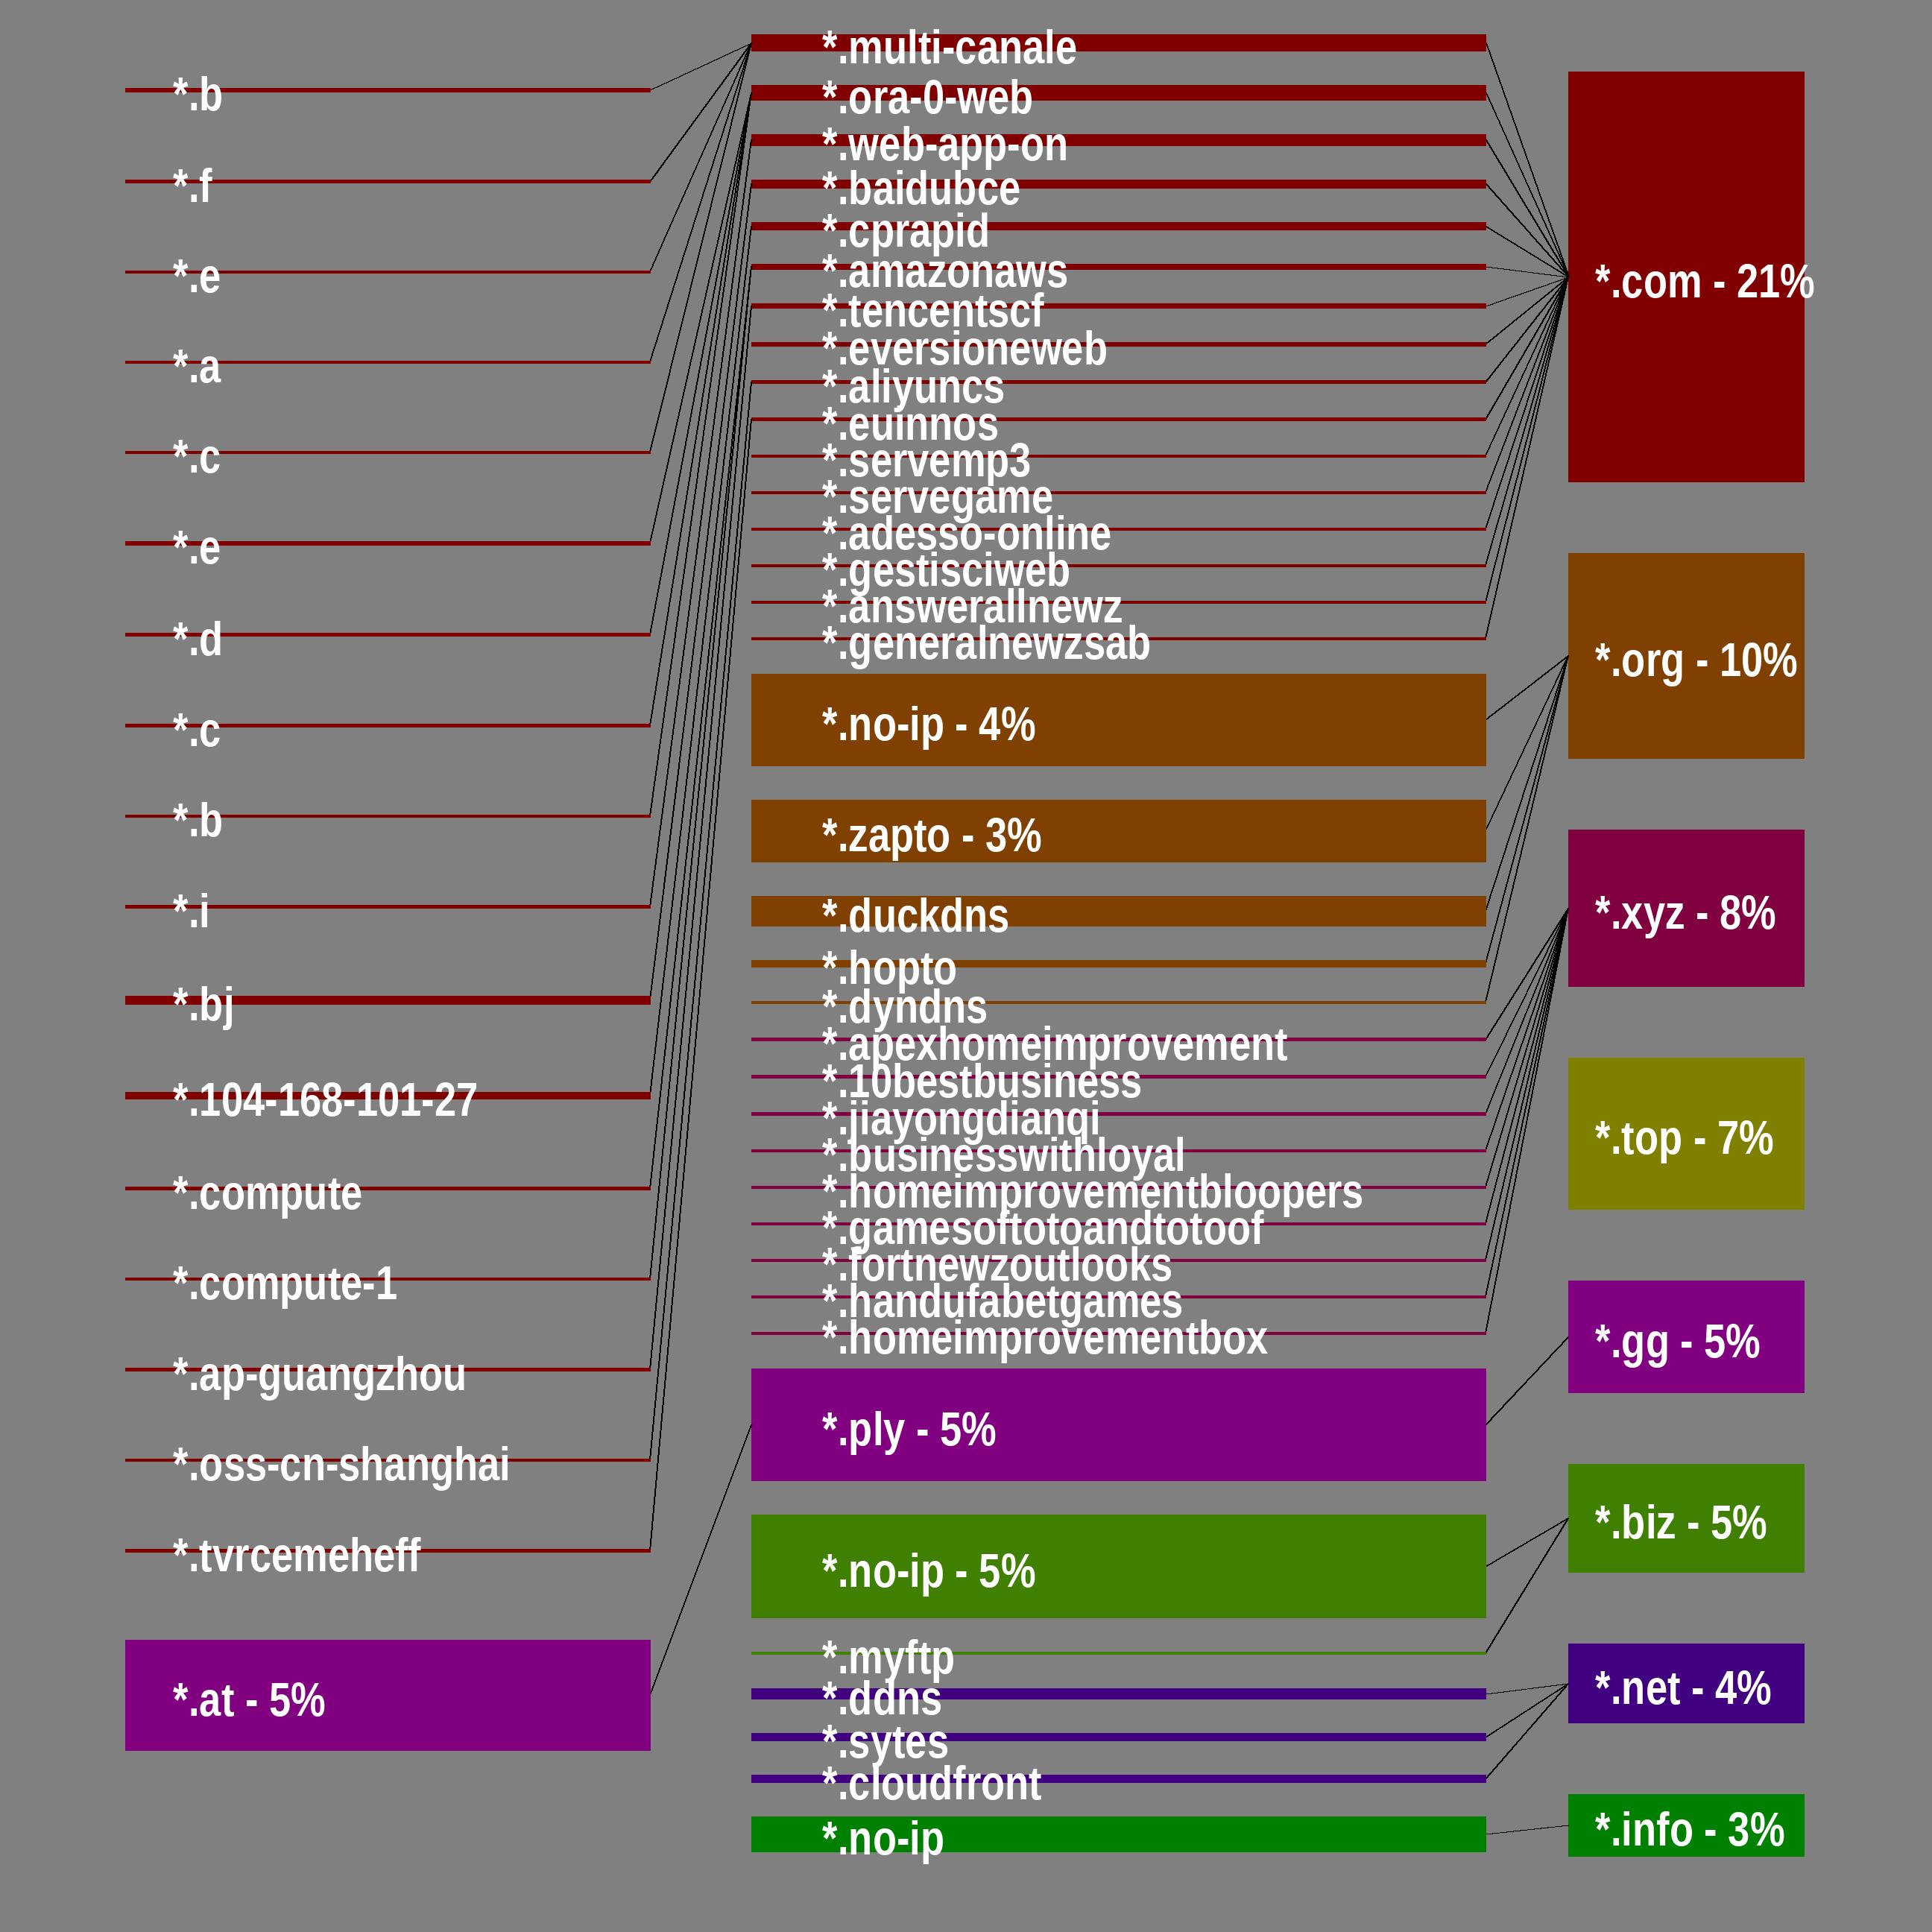 *.b
*.f
*.e
*.a
*.c
*.e
*.d
*.c
*.b
*.i
*.bj
*.104-168-101-27
*.compute
*.compute-1
*.ap-guangzhou
*.oss-cn-shanghai
*.tvrcemeheff
*.at - 5%
*.multi-canale
*.ora-0-web
*.web-app-on
*.baidubce
*.cprapid
*.amazonaws
*.tencentscf
*.eversioneweb
*.aliyuncs
*.euinnos
*.servemp3
*.servegame
*.adesso-online
*.gestisciweb
*.answerallnewz
*.generalnewzsab
*.no-ip - 4%
*.zapto - 3%
*.duckdns
*.hopto
*.dyndns
*.apexhomeimprovement
*.10bestbusiness
*.jiayongdianqi
*.businesswithloyal
*.homeimprovementbloopers
*.gamesoftotoandtotoof
*.fortnewzoutlooks
*.handufabetgames
*.homeimprovementbox
*.ply - 5%
*.no-ip - 5%
*.myftp
*.ddns
*.sytes
*.cloudfront
*.no-ip
*.com - 21%
*.org - 10%
*.xyz - 8%
*.top - 7%
*.gg - 5%
*.biz - 5%
*.net - 4%
*.info - 3%